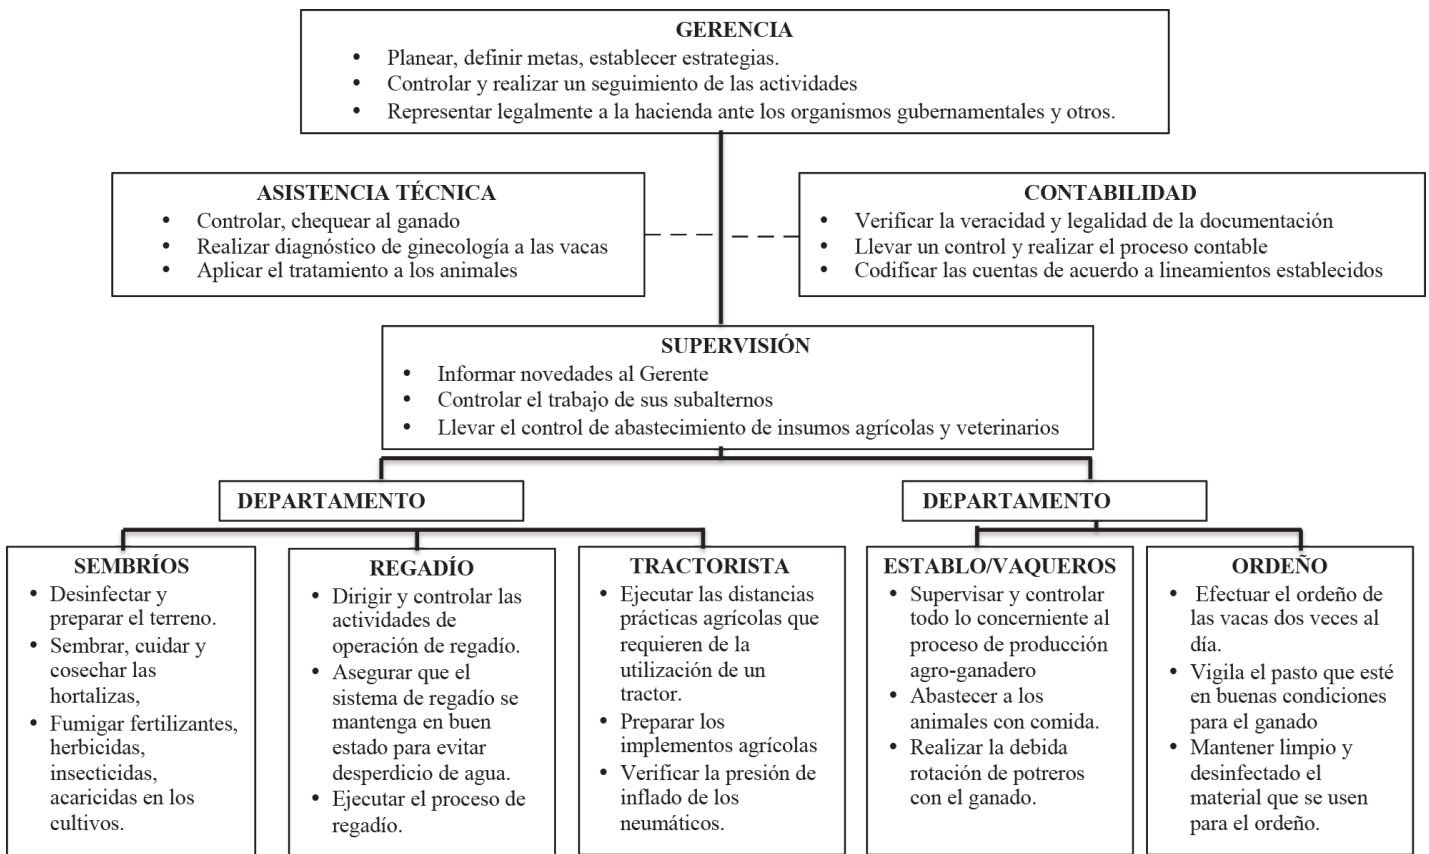 GERENCIA
• Planear, definir metas, establecer estrategias.
• Controlar y realizar un seguimiento de las actividades
• Representar legalmente a la hacienda ante los organismos gubernamentales y otros.
ASISTENCIA TÉCNICA
• Controlar, chequear al ganado
• Realizar diagnóstico de ginecología a las vacas
• Aplicar el tratamiento a los animales
CONTABILIDAD
• Verificar la veracidad y legalidad de la documentación
• Llevar un control y realizar el proceso contable
• Codificar las cuentas de acuerdo a lineamientos establecidos
SUPERVISIÓN
• Informar novedades al Gerente
• Controlar el trabajo de sus subalternos
• Llevar el control de abastecimiento de insumos agrícolas y veterinarios
DEPARTAMENTO
DEPARTAMENTO
SEMBRÍOS
• Desinfectar y
preparar el terreno.
• Sembrar, cuidar y
cosechar las
hortalizas,
• Fumigar fertilizantes,
herbicidas,
insecticidas,
acaricidas en los
cultivos.
REGADÍO
• Dirigir y controlar las
actividades de
operación de regadío.
• Asegurar que el
sistema de regadío se
mantenga en buen
estado para evitar
desperdicio de agua.
• Ejecutar el proceso de
regadío.
TRACTORISTA
• Ejecutar las distancias
prácticas agrícolas que
requieren de la
utilización de un
tractor.
• Preparar los
implementos agrícolas
• Verificar la presión de
inflado de los
neumáticos.
ESTABLO/VAQUEROS
• Supervisar y controlar
todo lo concerniente al
proceso de producción
agro-ganadero
• Abastecer a los
animales con comida.
• Realizar la debida
rotación de potreros
con el ganado.
ORDEÑO
• Efectuar el ordeño de
las vacas dos veces al
día.
• Vigila el pasto que esté
en buenas condiciones
para el ganado
• Mantener limpio y
desinfectado el
material que se usen
para el ordeño.